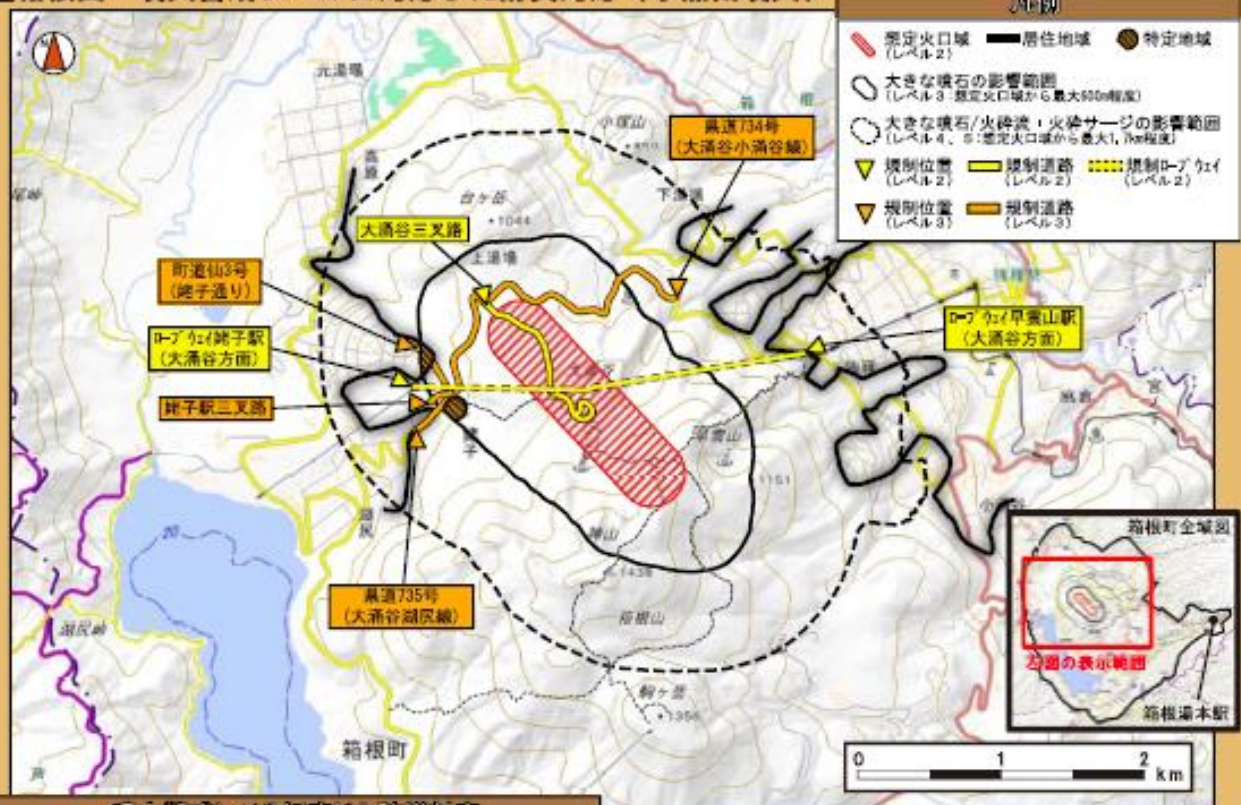 凡例
想定火口域
(レベル2)
居住地域
特定地域
大きな噴石の影響範囲
(レベル3:想定火口域から最大600m程度)
大きな噴石/火砕流・火砕サージの影響範囲
(レベル4、5:想定火口域から最大1.7km程度)
規制位置
(レベル2)
規制道路
(レベル2)
規制ロープウェイ
(レベル2)
規制位置
(レベル3)
規制道路
(レベル3)
元湯場
小塚山
県道734号
(大涌谷小涌谷線)
下湯場
台ヶ岳
1044
大涌谷三叉路
上湯場
町道仙3号
(姥子通り)
ロープウェイ姥子駅
(大涌谷方面)
ロープウェイ早雲山駅
(大涌谷方面)
姥子駅三叉路
姥子
早雲山
1151
湖尻
神山
1438
県道735号
(大涌谷湖尻線)
箱根山
20
湖尻峠
駒ヶ岳
1356
箱根町
箱根町全域図
左図の表示範囲
箱根湯本駅
0 1 2 km